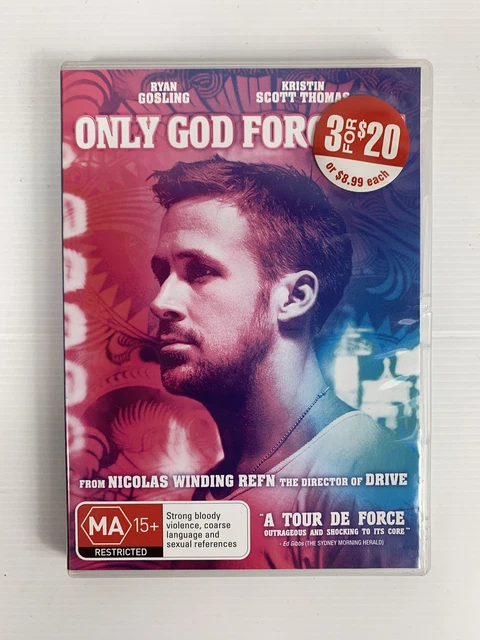 RYAN
GOSLING
KRISTIN
SCOTT THOMAS
ONLY GOD FORG
3 FOR $20
or $8.99 each
FROM NICOLAS WINDING REFN THE DIRECTOR OF DRIVE
MA 15+
RESTRICTED
Strong bloody
violence, coarse
language and
sexual references
"A TOUR DE FORCE
OUTRAGEOUS AND SHOCKING TO ITS CORE"
- Ed Gibbs (THE SYDNEY MORNING HERALD)